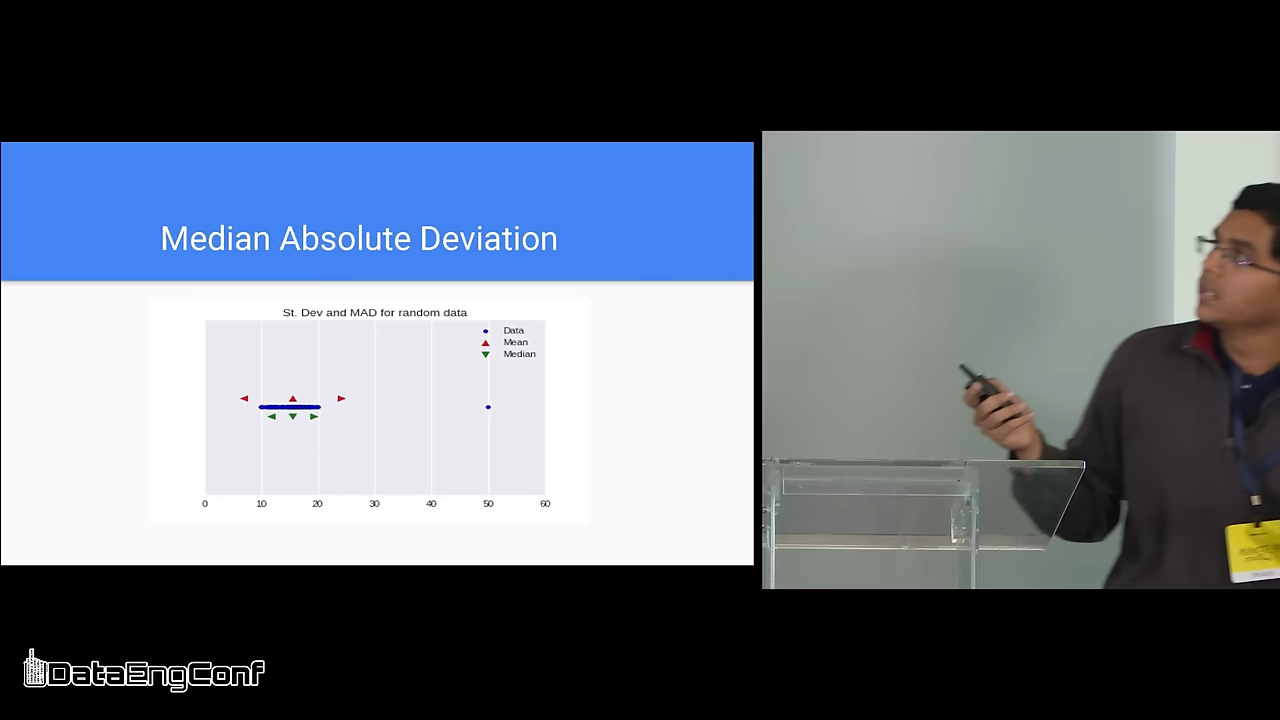 Median Absolute Deviation
St. Dev and MAD for random data
Data
Mean
Median
0 10 20 30 40 50 60
DataEngConf